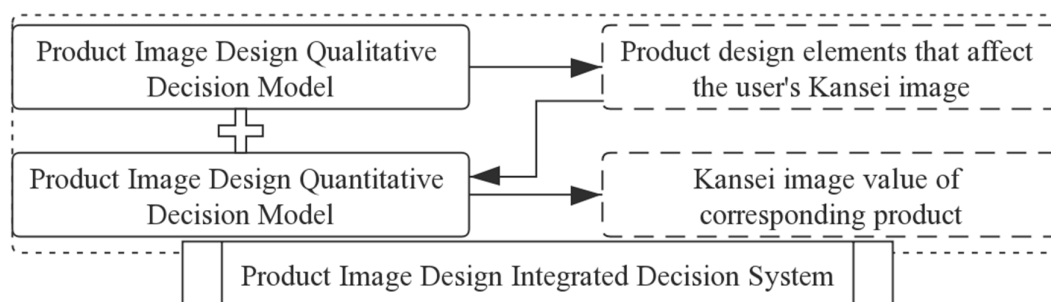 Product Image Design Qualitative
Decision Model
Product design elements that affect
the user's Kansei image
Product Image Design Quantitative
Decision Model
Kansei image value of
corresponding product
Product Image Design Integrated Decision System